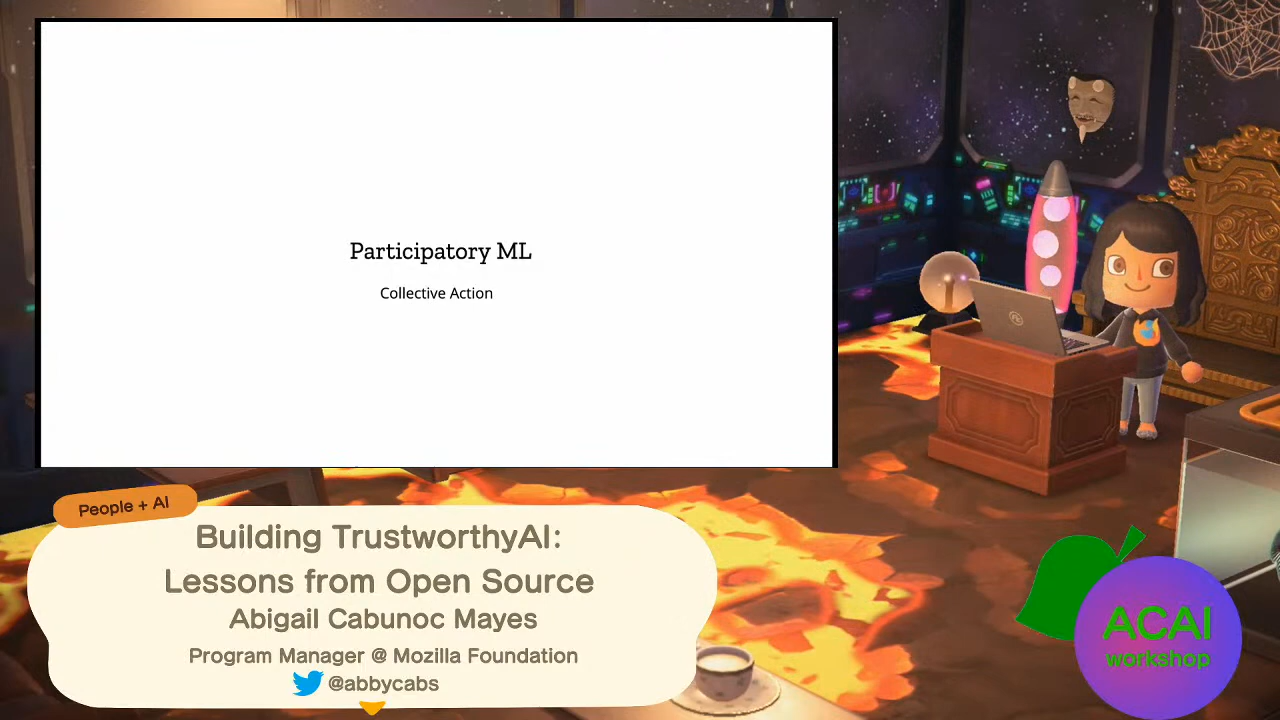 Participatory ML
Collective Action
People + AI
Building TrustworthyAI:
Lessons from Open Source
Abigail Cabunoc Mayes
Program Manager @ Mozilla Foundation
@abbycabs
ACAI
workshop